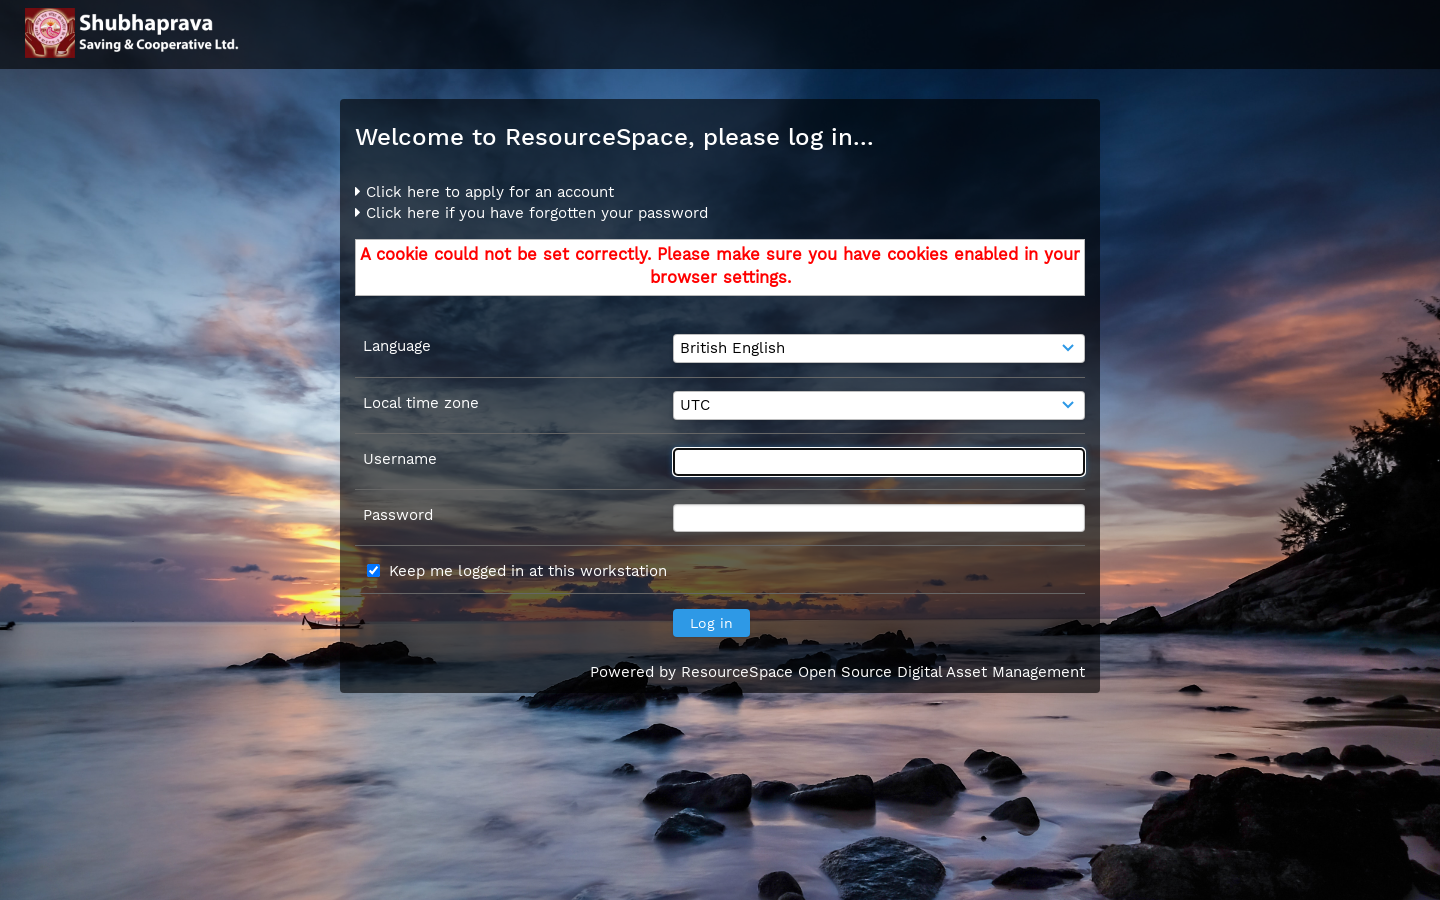 Shubhaprava
Saving & Cooperative Ltd.
Welcome to ResourceSpace, please log in...
Click here to apply for an account
Click here if you have forgotten your password
A cookie could not be set correctly. Please make sure you have cookies enabled in your
browser settings.
Language
British English
Local time zone
UTC
Username
Password
Keep me logged in at this workstation
Log in
Powered by ResourceSpace Open Source Digital Asset Management